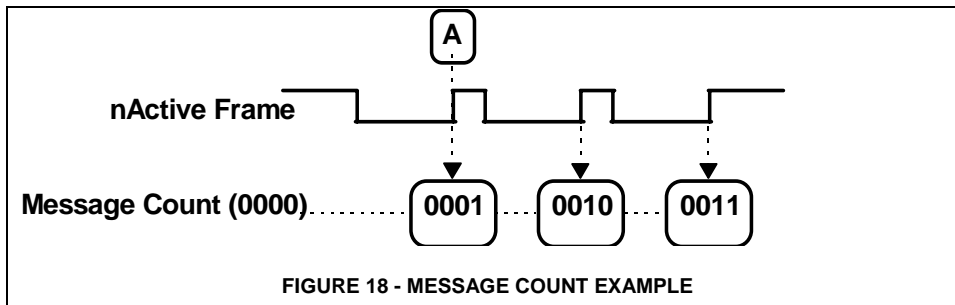 A
nActive Frame
Message Count (0000) 0001 0010 0011
FIGURE 18 - MESSAGE COUNT EXAMPLE